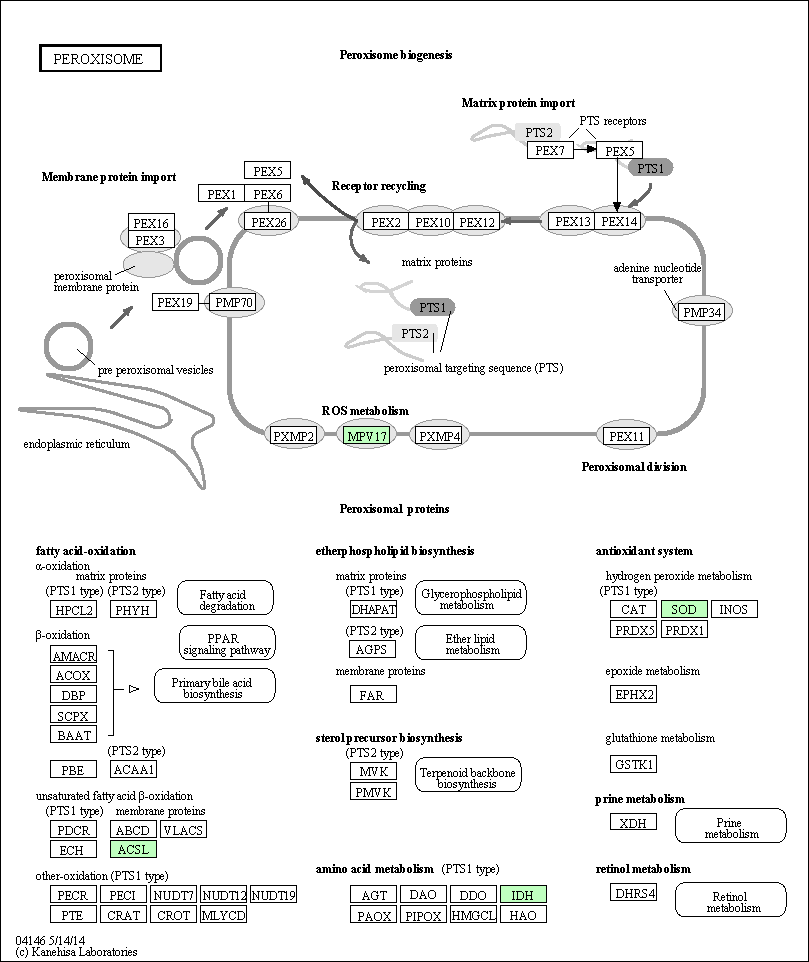 PEROXISOME
Peroxisome biogenesis
Matrix protein import
PTS2
PTS receptors
PEX7
PEX5
PTS1
Membrane protein import
PEX5
Receptor recycling
PEX1
PEX6
PEX16
PEX3
PEX26
PEX2
PEX10
PEX12
PEX13
PEX14
matrix proteins
adenine nucleotide
transporter
peroxisomal
membrane protein
PEX19
PMP70
PTS1
PMP34
PTS2
pre peroxisomal vesicles
peroxisomal targeting sequence (PTS)
ROS metabolism
endoplasmic reticulum
PXMP2
MPV17
PXMP4
PEX11
Peroxisomal division
Peroxisomal proteins
fatty acid-oxidation
α-oxidation
matrix proteins
(PTS1 type)
(PTS2 type)
HPCL2
PHYH
Fatty acid
degradation
β-oxidation
PPAR
signaling pathway
AMACR
ACOX
DBP
SCPX
BAAT
Primary bile acid
biosynthesis
(PTS2 type)
PBE
ACAA1
unsaturated fatty acid β-oxidation
(PTS1 type)
membrane proteins
PDCR
ABCD
VLACS
ECH
ACSL
other-oxidation (PTS1 type)
PECR
PECI
NUDT7
NUDT12
NUDT19
PTE
CRAT
CROT
MLYCD
etherphospholipid biosynthesis
matrix proteins
(PTS1 type)
DHAPAT
Glycerophospholipid
metabolism
(PTS2 type)
AGPS
Ether lipid
metabolism
membrane proteins
FAR
sterol precursor biosynthesis
(PTS2 type)
MVK
PMVK
Terpenoid backbone
biosynthesis
amino acid metabolism (PTS1 type)
AGT
DAO
DDO
IDH
PAOX
PIPOX
HMGCL
HAO
antioxidant system
hydrogen peroxide metabolism
(PTS1 type)
CAT
SOD
INOS
PRDX5
PRDX1
epoxide metabolism
EPHX2
glutathione metabolism
GSTK1
prine metabolism
XDH
Prine
metabolism
retinol metabolism
DHRS4
Retinol
metabolism
04146 5/14/14
(c) Kanehisa Laboratories